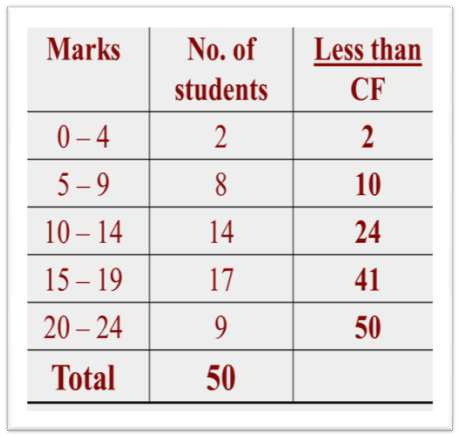 Marks No. of students Less than CF
0 – 4 2 2
5 – 9 8 10
10 – 14 14 24
15 – 19 17 41
20 – 24 9 50
Total 50